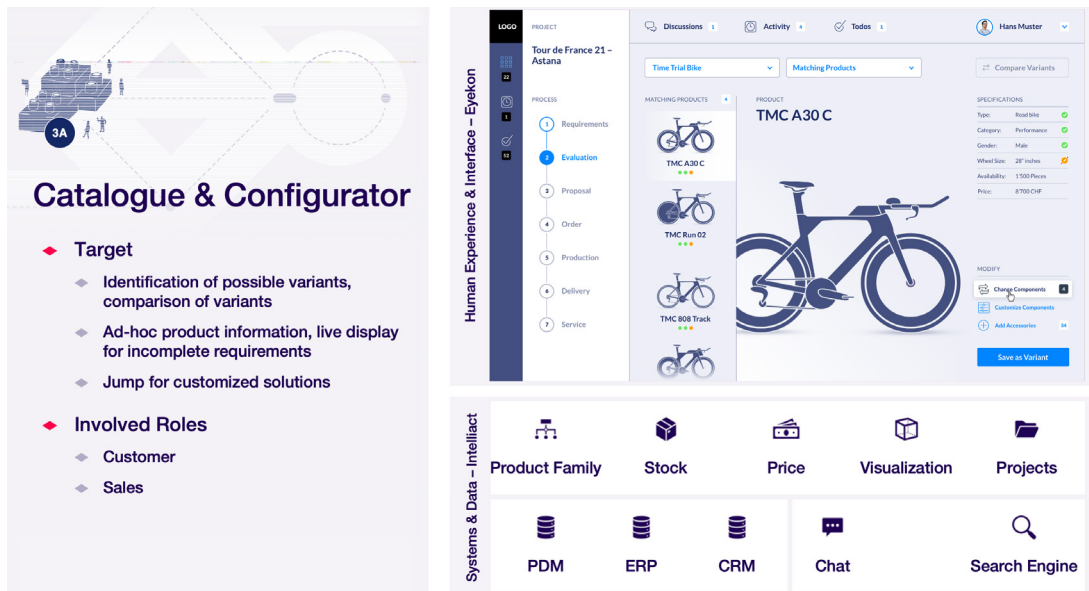 3A
Catalogue & Configurator
Target
Identification of possible variants,
comparison of variants
Ad-hoc product information, live display
for incomplete requirements
Jump for customized solutions
Involved Roles
Customer
Sales
Human Experience & Interface – Eyekon
LOGO
22
1
52
PROJECT
Tour de France 21 –
Astana
PROCESS
1 Requirements
2 Evaluation
3 Proposal
4 Order
5 Production
6 Delivery
7 Service
Discussions 1
Activity 4
Todos 1
Hans Muster
Time Trial Bike
Matching Products
Compare Variants
MATCHING PRODUCTS 4
TMC A30 C
TMC Run 02
TMC 808 Track
PRODUCT
TMC A30 C
SPECIFICATIONS
Type: Road bike
Category: Performance
Gender: Male
Wheel Size: 28" inches
Availability: 1'500 Pieces
Price: 8'700 CHF
MODIFY
Change Components 4
Customize Components
Add Accessories 34
Save as Variant
Systems & Data – Intelliact
Product Family
Stock
Price
Visualization
Projects
PDM
ERP
CRM
Chat
Search Engine